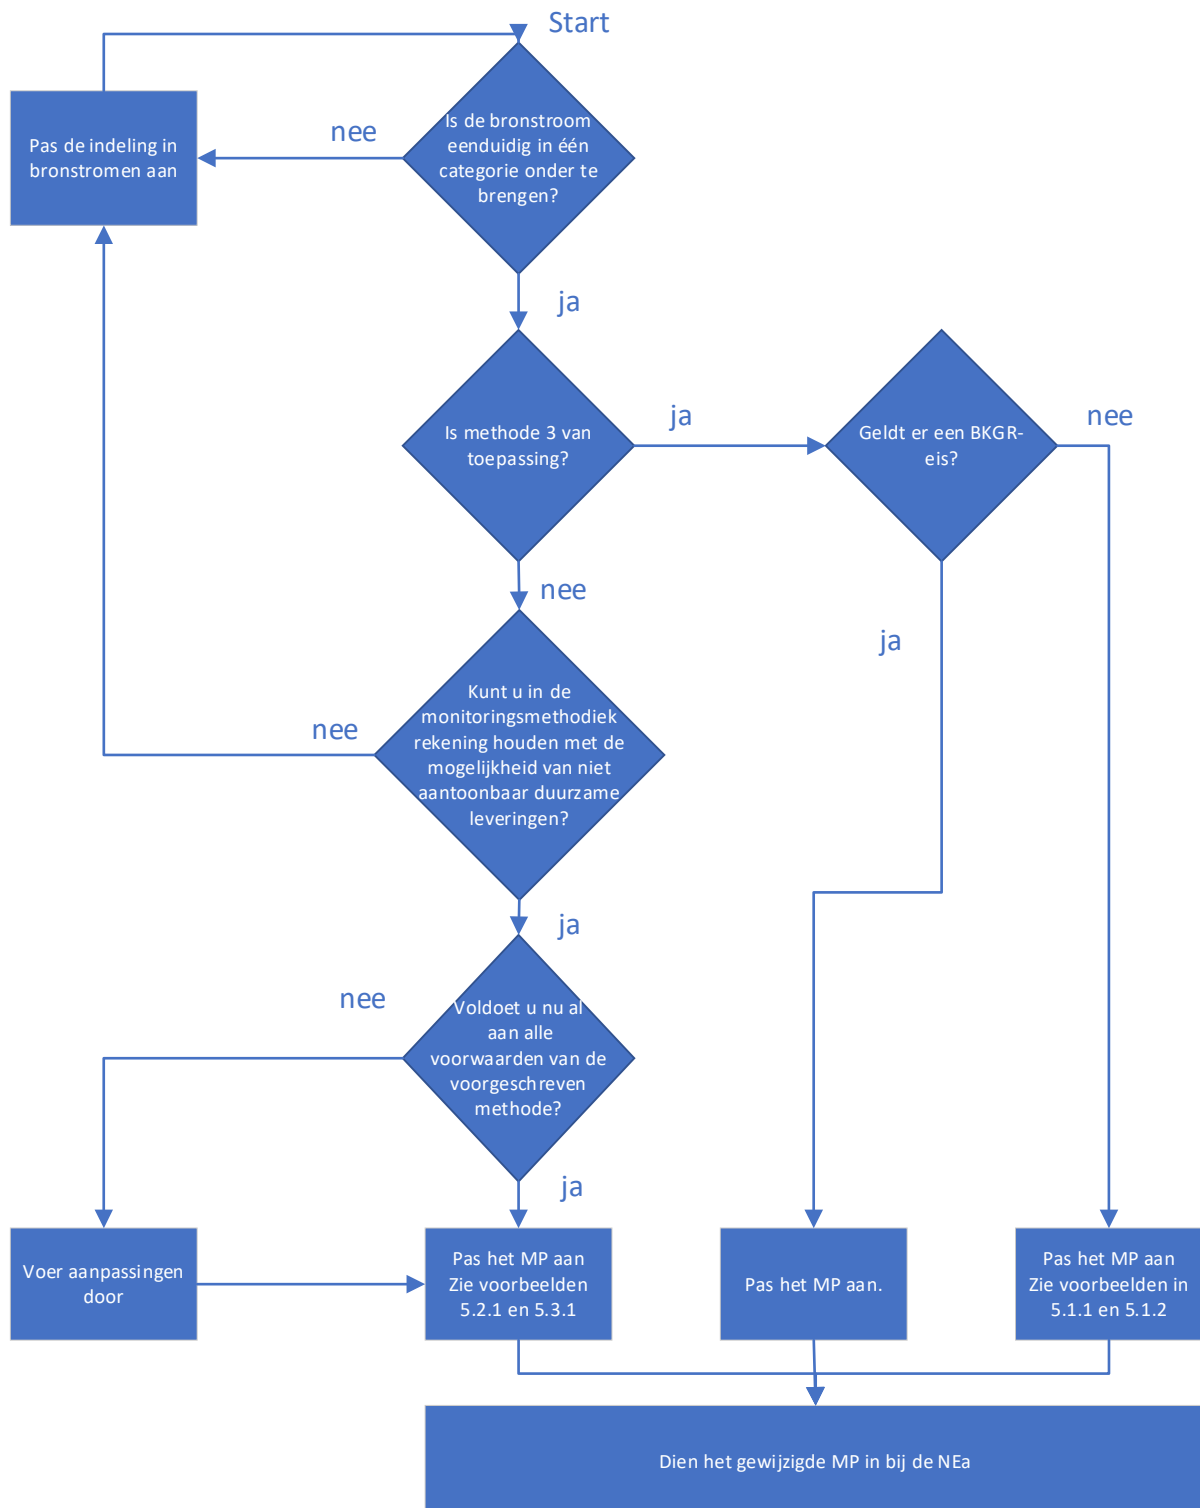 Start
Is de bronstroom
eenduidig in één
categorie onder te
brengen?
nee
Pas de indeling in
bronstromen aan
ja
Is methode 3 van
toepassing?
ja
Geldt er een BKGR-
eis?
nee
nee
ja
Kunt u in de
monitoringsmethodiek
rekening houden met de
mogelijkheid van niet
aantoonbaar duurzame
leveringen?
nee
ja
Voldoet u nu al
aan alle
voorwaarden van de
voorgeschreven
methode?
nee
ja
Voer aanpassingen
door
Pas het MP aan
Zie voorbeelden
5.2.1 en 5.3.1
Pas het MP aan.
Pas het MP aan
Zie voorbeelden in
5.1.1 en 5.1.2
Dien het gewijzigde MP in bij de NEa